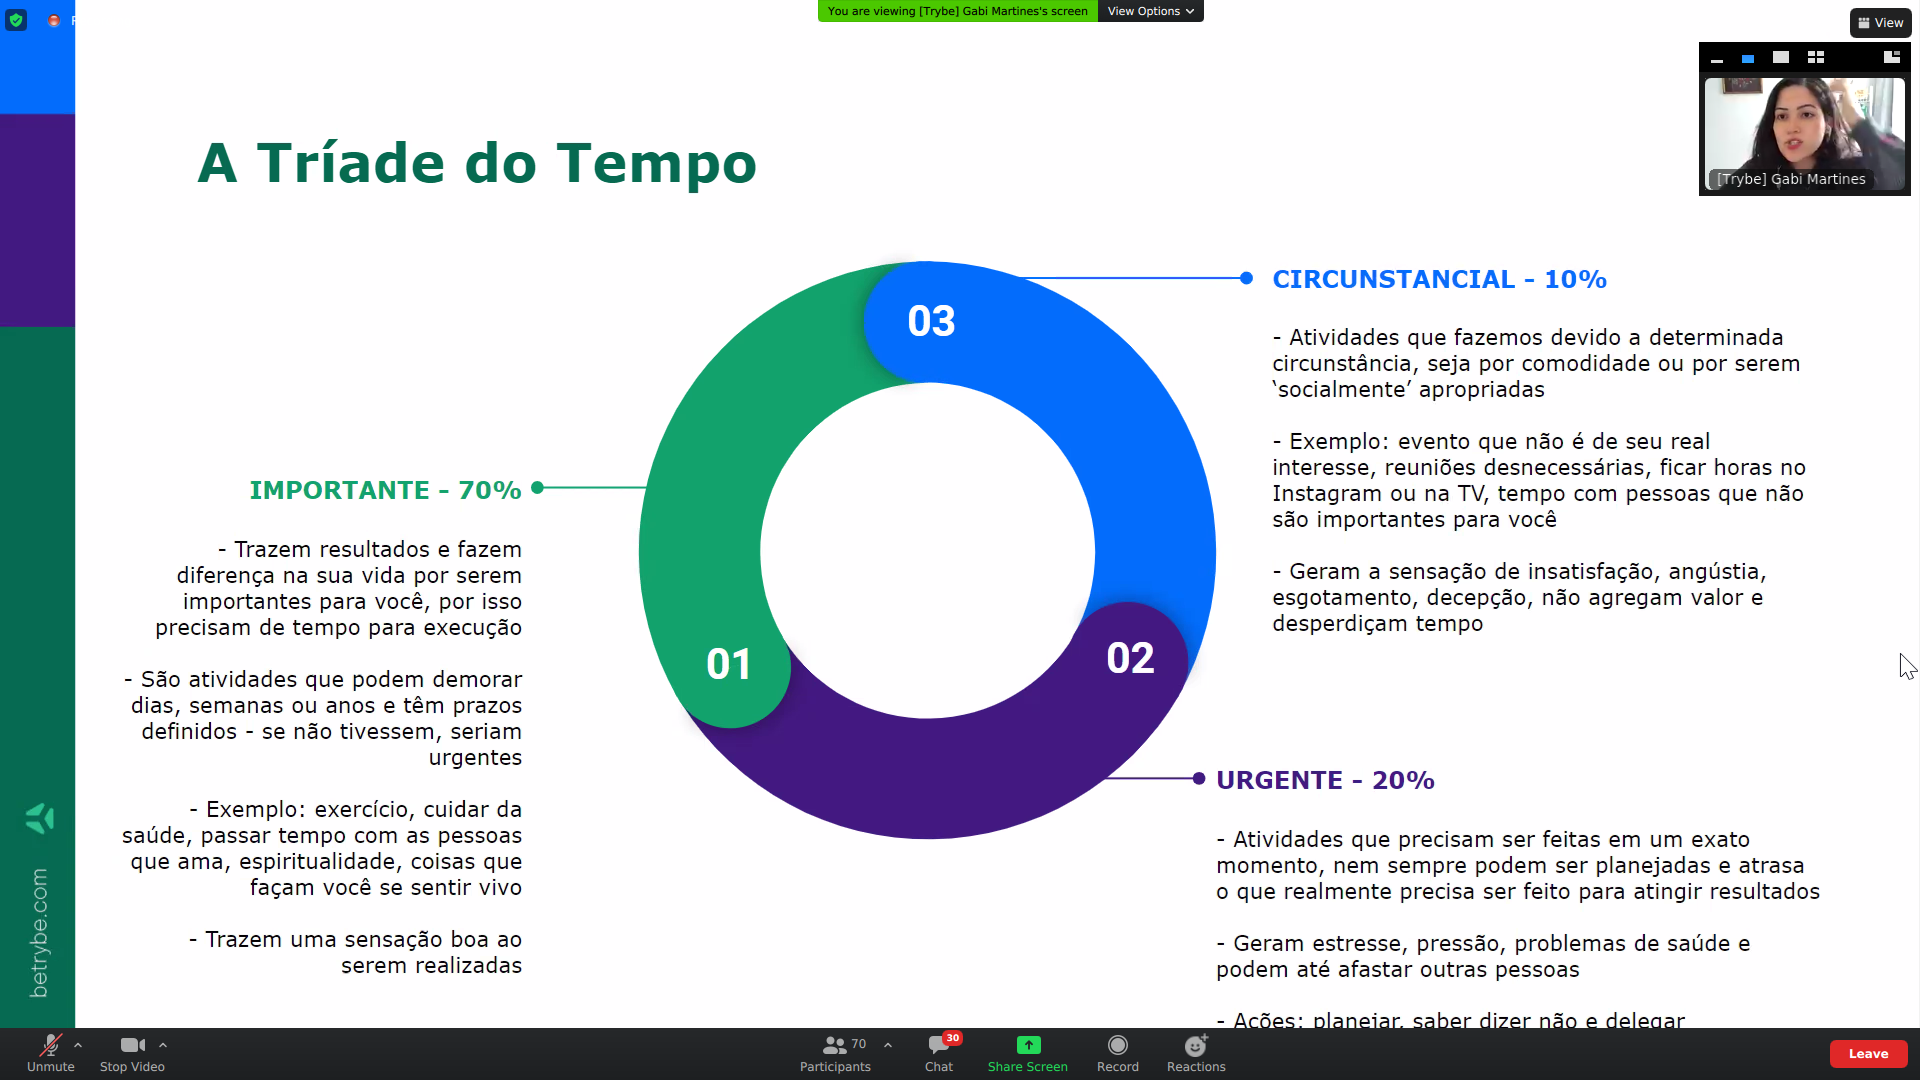 You are viewing [Trybe] Gabi Martines's screen
View Options
View
[Trybe] Gabi Martines
A Tríade do Tempo
03
01
02
CIRCUNSTANCIAL - 10%
- Atividades que fazemos devido a determinada
circunstância, seja por comodidade ou por serem
‘socialmente’ apropriadas
- Exemplo: evento que não é de seu real
interesse, reuniões desnecessárias, ficar horas no
Instagram ou na TV, tempo com pessoas que não
são importantes para você
- Geram a sensação de insatisfação, angústia,
esgotamento, decepção, não agregam valor e
desperdiçam tempo
IMPORTANTE - 70%
- Trazem resultados e fazem
diferença na sua vida por serem
importantes para você, por isso
precisam de tempo para execução
- São atividades que podem demorar
dias, semanas ou anos e têm prazos
definidos - se não tivessem, seriam
urgentes
- Exemplo: exercício, cuidar da
saúde, passar tempo com as pessoas
que ama, espiritualidade, coisas que
façam você se sentir vivo
- Trazem uma sensação boa ao
serem realizadas
URGENTE - 20%
- Atividades que precisam ser feitas em um exato
momento, nem sempre podem ser planejadas e atrasa
o que realmente precisa ser feito para atingir resultados
- Geram estresse, pressão, problemas de saúde e
podem até afastar outras pessoas
- Ações: planejar, saber dizer não e delegar
betrybe.com
Unmute
Stop Video
70
Participants
30
Chat
Share Screen
Record
Reactions
Leave